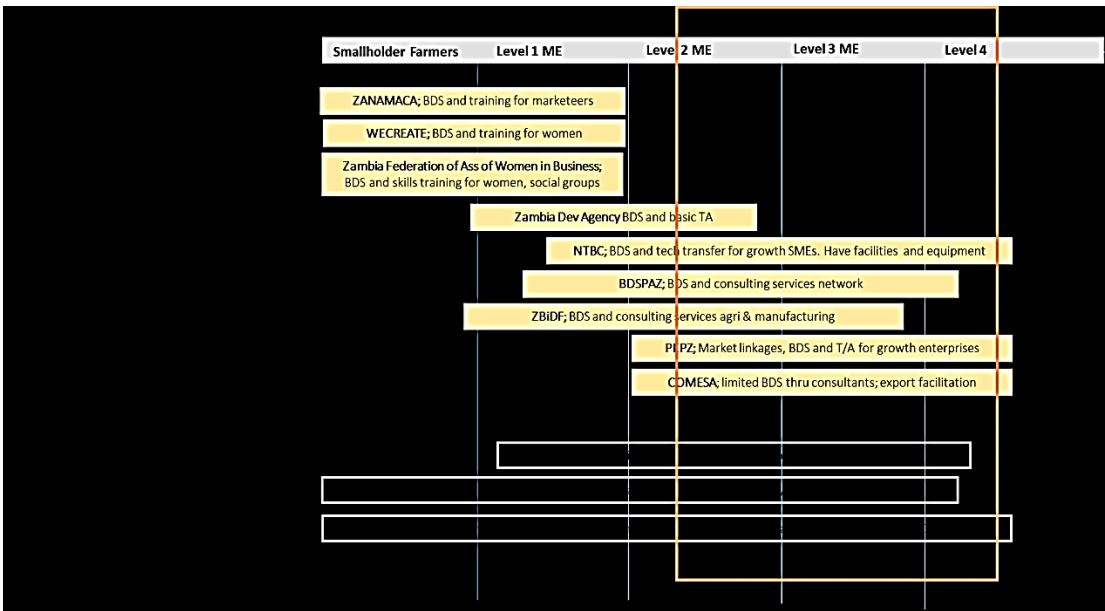 Smallholder Farmers Level 1 ME Level 2 ME Level 3 ME Level 4
ZANAMACA; BDS and training for marketeers
WECREATE; BDS and training for women
Zambia Federation of Ass of Women in Business;
BDS and skills training for women, social groups
Zambia Dev Agency BDS and basic TA
NTBC; BDS and tech transfer for growth SMEs. Have facilities and equipment
BDSPAZ; BDS and consulting services network
ZBiDF; BDS and consulting services agri & manufacturing
PEPZ; Market linkages, BDS and T/A for growth enterprises
COMESA; limited BDS thru consultants; export facilitation